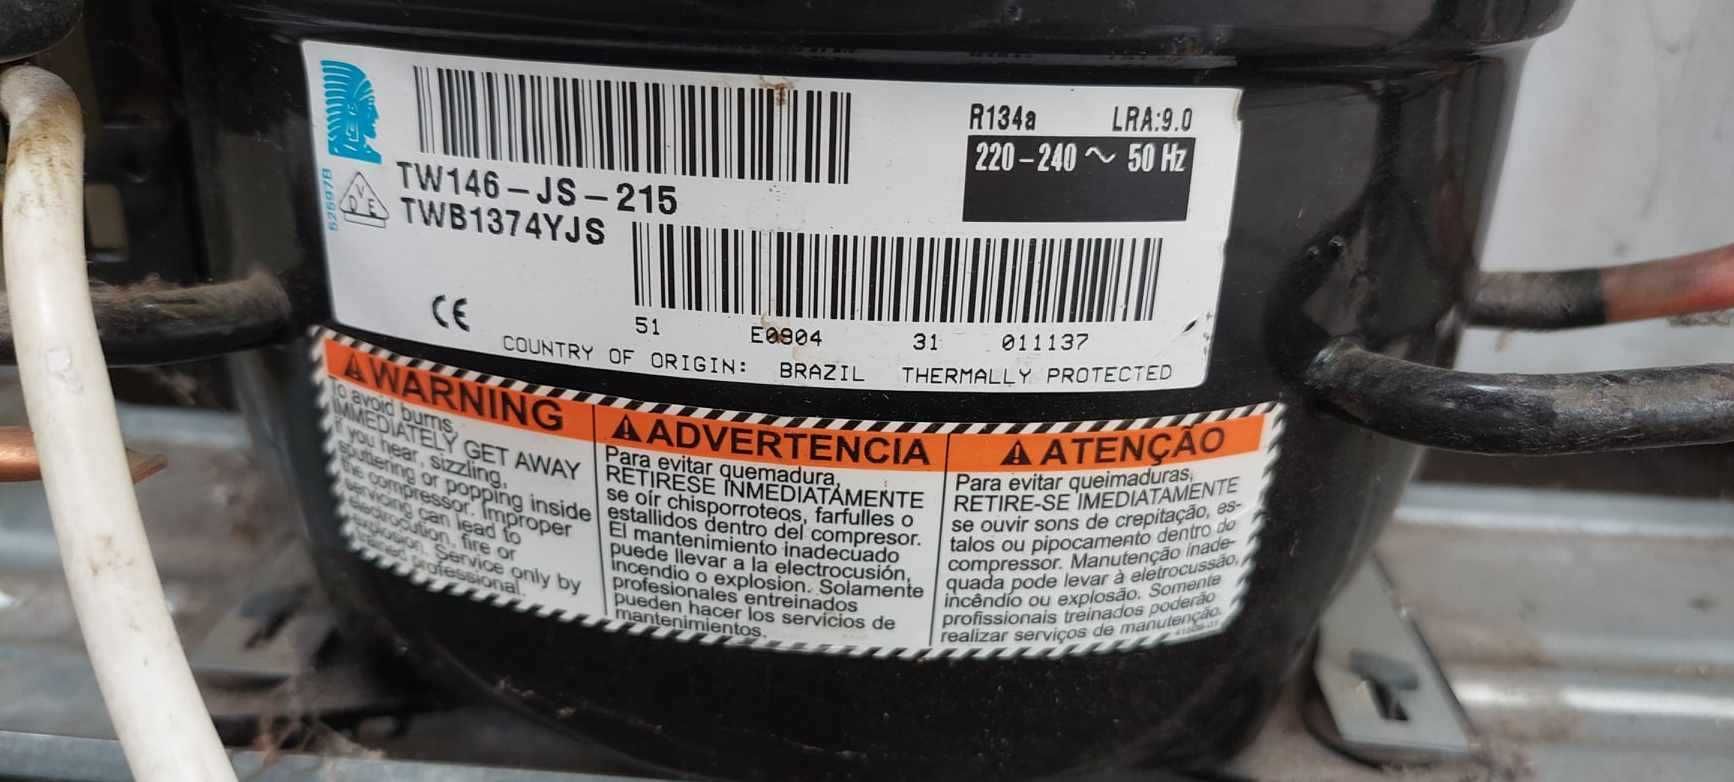 R134a LRA:9.0
220-240 ~ 50 Hz
52597B
V
D E
TW146-JS-215
TWB1374YJS
CE
51 E0804 31 011137
COUNTRY OF ORIGIN: BRAZIL THERMALLY PROTECTED
WARNING
To avoid burns,
IMMEDIATELY GET AWAY
if you hear, sizzling,
sputtering or popping inside
the compressor. Improper
servicing can lead to
electrocution, fire or
explosion. Service only by
trained professional.
ADVERTENCIA
Para evitar quemadura,
RETIRESE INMEDIATAMENTE
se oír chisporroteos, farfulles o
estallidos dentro del compresor.
El mantenimiento inadecuado
puede llevar a la electrocusión,
incendio o explosion. Solamente
profesionales entreinados
pueden hacer los servicios de
mantenimientos.
ATENÇÃO
Para evitar queimaduras,
RETIRE-SE IMEDIATAMENTE
se ouvir sons de crepitação, es-
talos ou pipocamento dentro do
compressor. Manutenção inade-
quada pode levar à eletrocussão,
incêndio ou explosão. Somente
profissionais treinados poderão
realizar serviços de manutenção.